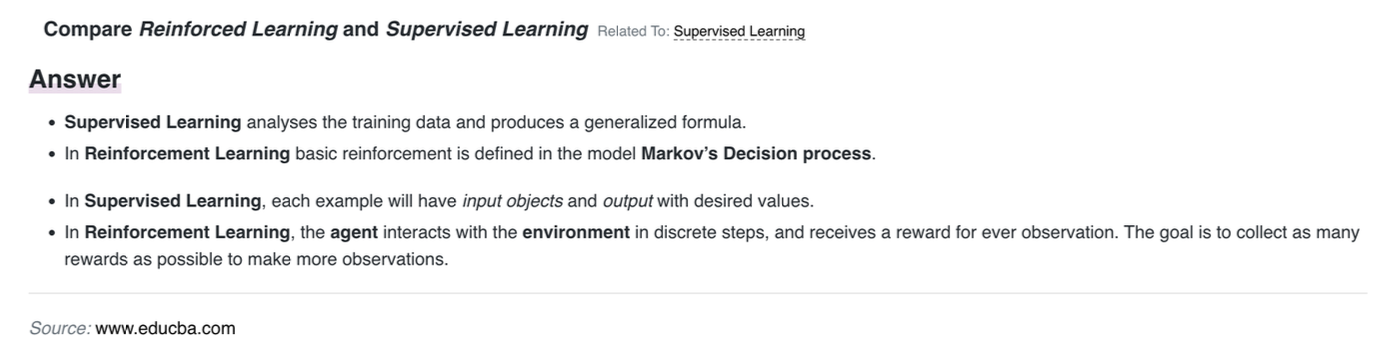 Compare Reinforced Learning and Supervised Learning Related To: Supervised Learning
Answer
• Supervised Learning analyses the training data and produces a generalized formula.
• In Reinforcement Learning basic reinforcement is defined in the model Markov’s Decision process.
• In Supervised Learning, each example will have input objects and output with desired values.
• In Reinforcement Learning, the agent interacts with the environment in discrete steps, and receives a reward for ever observation. The goal is to collect as many
rewards as possible to make more observations.
Source: www.educba.com